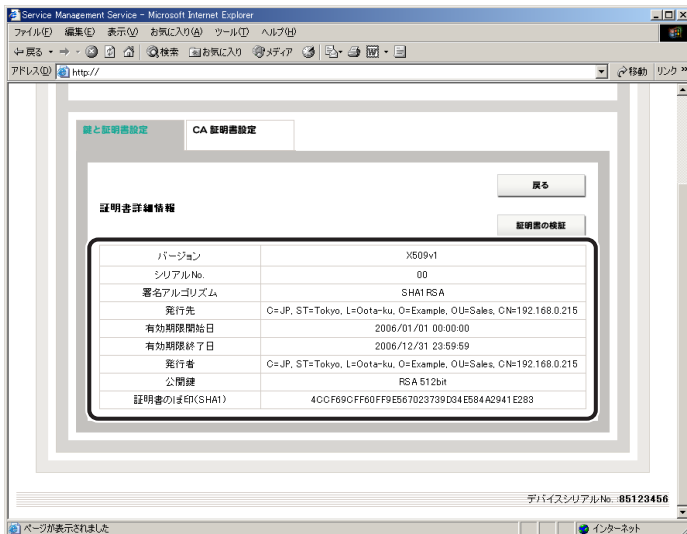 Service Management Service - Microsoft Internet Explorer
ファイル(F) 編集(E) 表示(V) お気に入り(A) ツール(T) ヘルプ(H)
戻る 検索 お気に入り メディア
アドレス(D) http:// 移動 リンク »
鍵と証明書設定 CA 証明書設定
戻る
証明書詳細情報
証明書の検証
バージョン X509v1
シリアルNo. 00
署名アルゴリズム SHA1RSA
発行先 C=JP, ST=Tokyo, L=Oota-ku, O=Example, OU=Sales, CN=192.168.0.215
有効期限開始日 2006/01/01 00:00:00
有効期限終了日 2006/12/31 23:59:59
発行者 C=JP, ST=Tokyo, L=Oota-ku, O=Example, OU=Sales, CN=192.168.0.215
公開鍵 RSA 512bit
証明書のぼ印(SHA1) 4CCF69CFF60FF9E567023739D34E584A2941E283
デバイスシリアルNo. :85123456
ページが表示されました インターネット